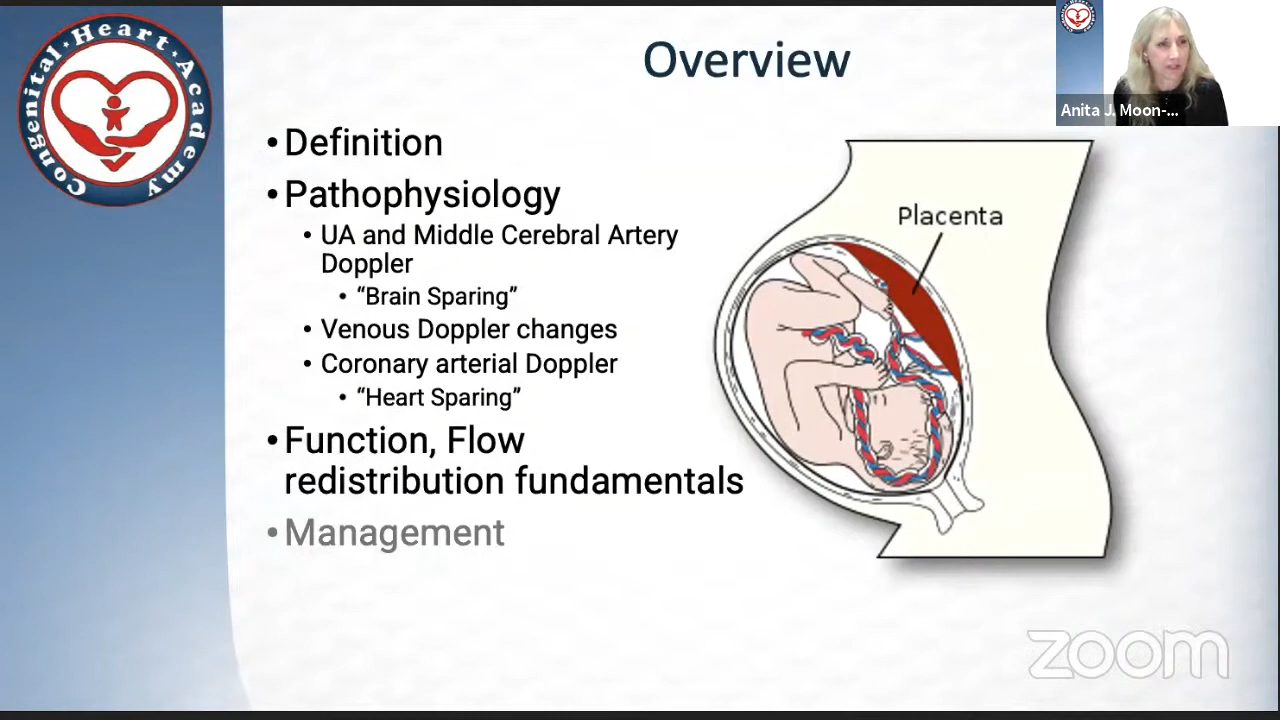 Congenital · Heart · Academy
Overview
Anita J. Moon-...
• Definition
• Pathophysiology
• UA and Middle Cerebral Artery
Doppler
• “Brain Sparing”
• Venous Doppler changes
• Coronary arterial Doppler
• “Heart Sparing”
• Function, Flow
redistribution fundamentals
• Management
Placenta
zoom